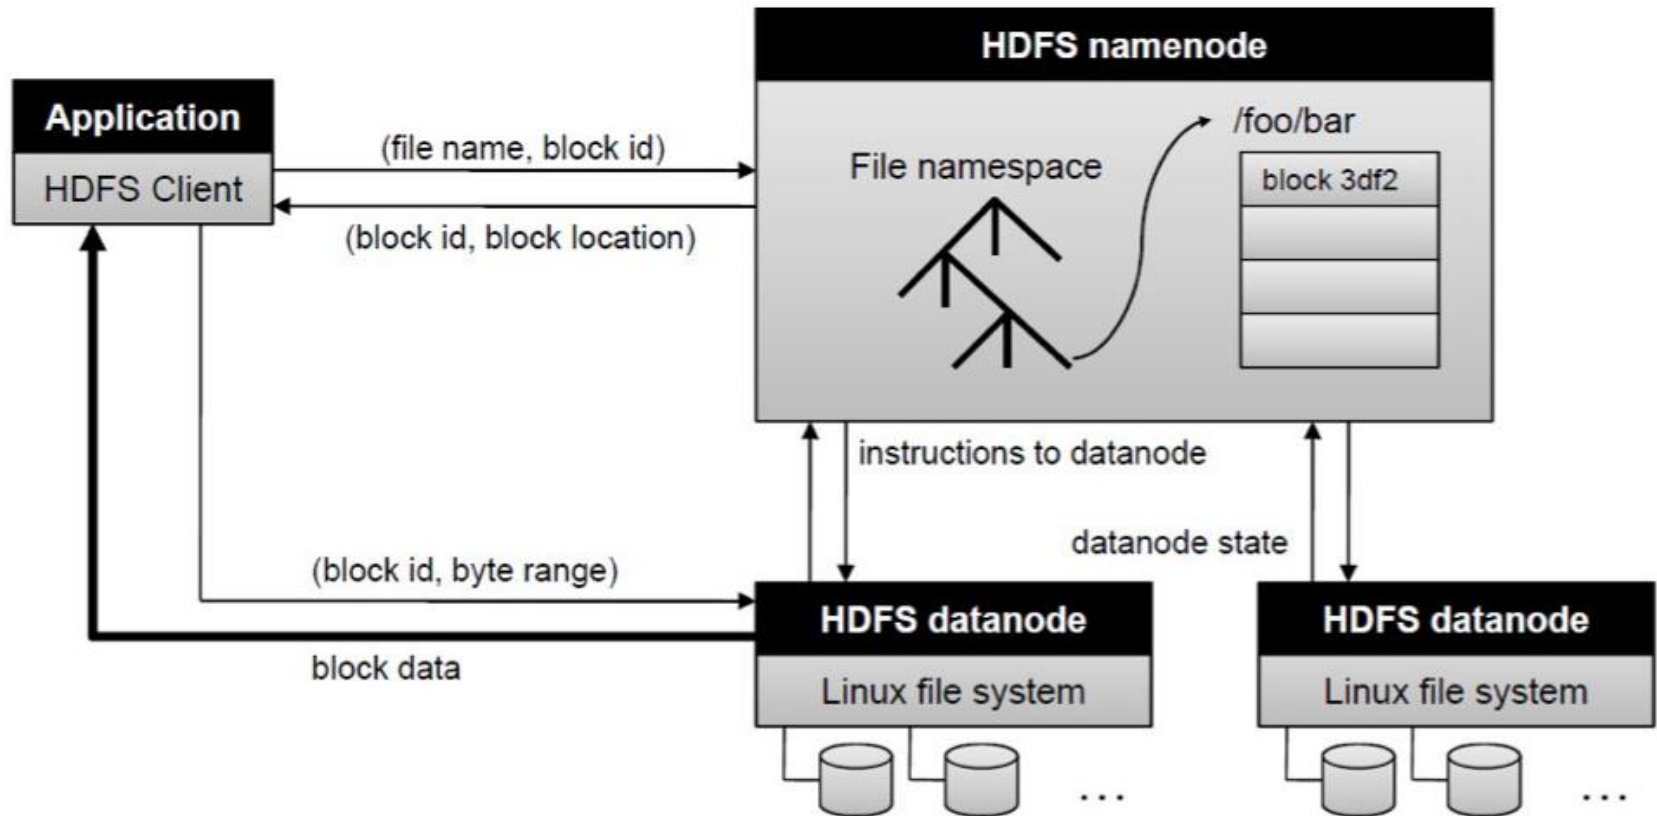 HDFS namenode
Application
HDFS Client
(file name, block id)
(block id, block location)
File namespace
/foo/bar
block 3df2
instructions to datanode
datanode state
(block id, byte range)
block data
HDFS datanode
Linux file system
...
HDFS datanode
Linux file system
...